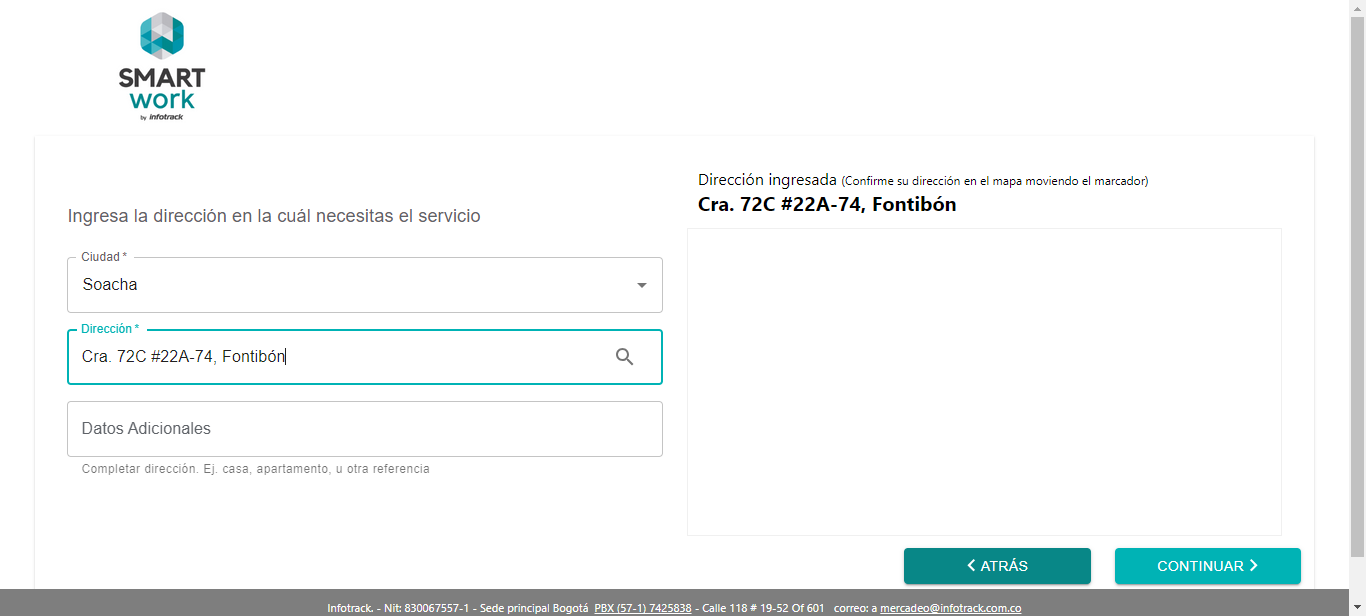 SMART
work
by infotrack
Ingresa la dirección en la cuál necesitas el servicio
Ciudad *
Soacha
Dirección *
Cra. 72C #22A-74, Fontibón
Datos Adicionales
Completar dirección. Ej. casa, apartamento, u otra referencia
Dirección ingresada (Confirme su dirección en el mapa moviendo el marcador)
Cra. 72C #22A-74, Fontibón
ATRÁS
CONTINUAR
Infotrack. - Nit: 830067557-1 - Sede principal Bogotá PBX (57-1) 7425838 - Calle 118 # 19-52 Of 601 correo: a mercadeo@infotrack.com.co